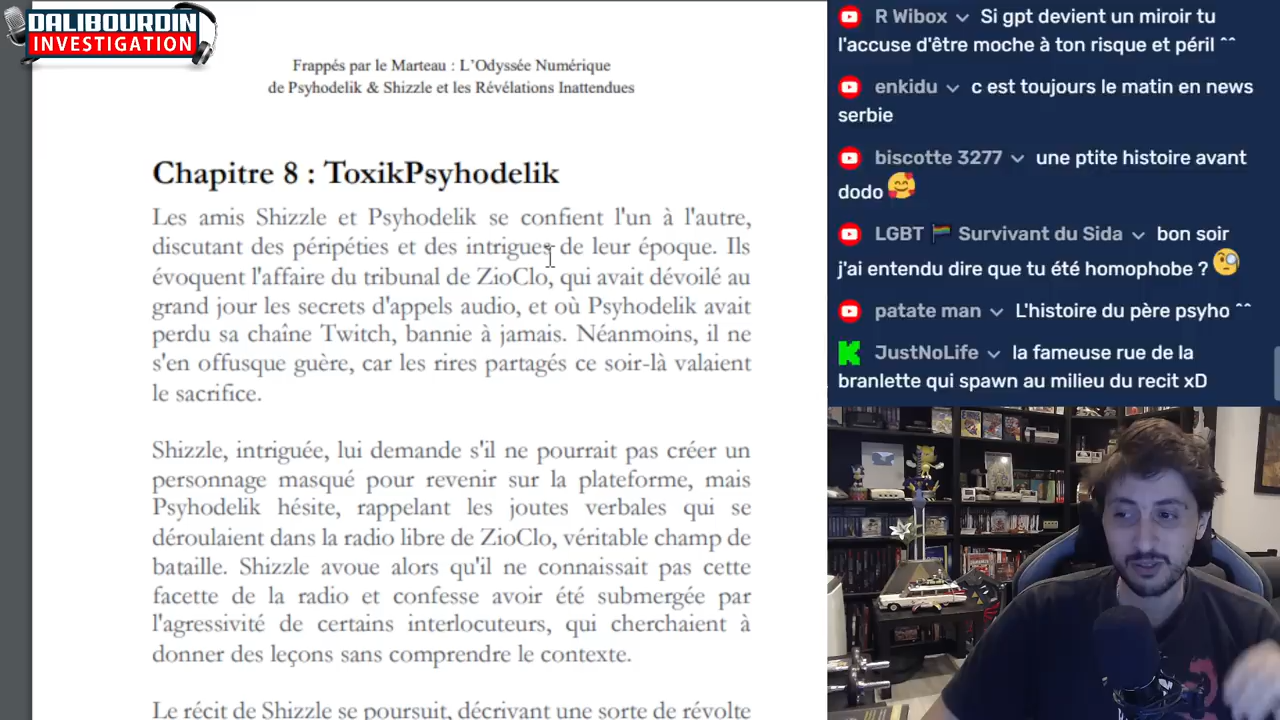 DALIBOURDIN
INVESTIGATION
Frappés par le Marteau : L'Odyssée Numérique
de Psyhodelik & Shizzle et les Révélations Inattendues
Chapitre 8 : ToxikPsyhodelik
Les amis Shizzle et Psyhodelik se confient l'un à l'autre,
discutant des péripéties et des intrigues de leur époque. Ils
évoquent l'affaire du tribunal de ZioClo, qui avait dévoilé au
grand jour les secrets d'appels audio, et où Psyhodelik avait
perdu sa chaîne Twitch, bannie à jamais. Néanmoins, il ne
s'en offusque guère, car les rires partagés ce soir-là valaient
le sacrifice.
Shizzle, intriguée, lui demande s'il ne pourrait pas créer un
personnage masqué pour revenir sur la plateforme, mais
Psyhodelik hésite, rappelant les joutes verbales qui se
déroulaient dans la radio libre de ZioClo, véritable champ de
bataille. Shizzle avoue alors qu'il ne connaissait pas cette
facette de la radio et confesse avoir été submergée par
l'agressivité de certains interlocuteurs, qui cherchaient à
donner des leçons sans comprendre le contexte.
Le récit de Shizzle se poursuit, décrivant une sorte de révolte
R Wibox Si gpt devient un miroir tu
l'accuse d'être moche à ton risque et péril ^^
enkidu c est toujours le matin en news
serbie
biscotte 3277 une ptite histoire avant
dodo
LGBT Survivant du Sida bon soir
j'ai entendu dire que tu été homophobe ?
patate man L'histoire du père psyho ^^
JustNoLife la fameuse rue de la
branlette qui spawn au milieu du recit xD